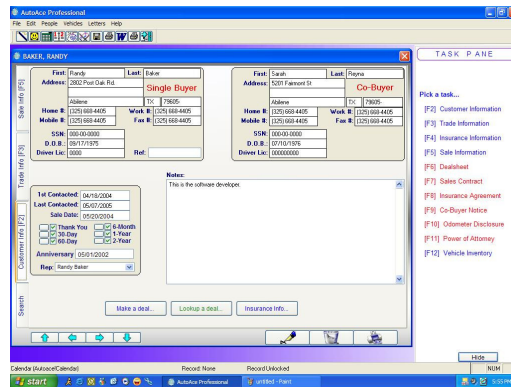 AutoAce Professional
File Edit People Vehicles Letters Help
BAKER, RANDY
TASK PANE
First: Randy Last: Baker
Address: 2802 Post Oak Rd.
Single Buyer
Abilene TX 79605-
Home #: (325) 668-4405 Work #: (325) 668-4405
Mobile #: (325) 668-4405 Fax #: (325) 668-4405
SSN: 000-00-0000
D.O.B.: 09/17/1975
Driver Lic: 0000 Ref:
First: Sarah Last: Reyna
Address: 5201 Fairmont St
Co-Buyer
Abilene TX 79605-
Home #: (325) 668-4405 Work #: (325) 668-4405
Mobile #: (325) 668-4405 Fax #: (325) 668-4405
SSN: 000-00-0000
D.O.B.: 07/10/1976
Driver Lic: 000000000
Sale Info [F5]
Trade Info [F3]
Customer Info [F2]
Search
Notes:
This is the software developer.
1st Contacted: 04/16/2004
Last Contacted: 05/07/2005
Sale Date: 05/20/2004
Thank You 6-Month
30-Day 1-Year
60-Day 2-Year
Anniversary 05/01/2002
Rep: Randy Baker
Make a deal... Lookup a deal... Insurance Info...
Pick a task...
[F2] Customer Information
[F3] Trade Information
[F4] Insurance Information
[F5] Sale Information
[F6] Dealsheet
[F7] Sales Contract
[F8] Insurance Agreement
[F9] Co-Buyer Notice
[F10] Odometer Disclosure
[F11] Power of Attorney
[F12] Vehicle Inventory
Hide
Calendar (Autoace!Calendar) Record: None Record Unlocked NUM
start AutoAce Professional untitled - Paint 5:55 PM